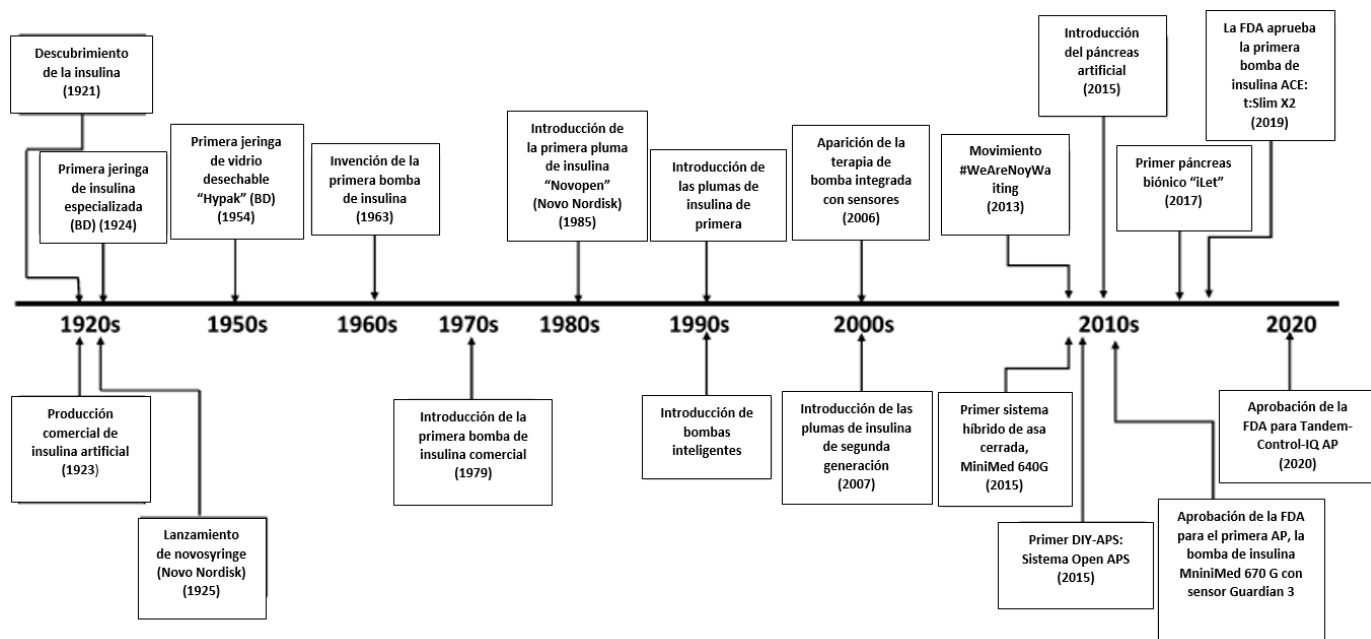 Descubrimiento
de la insulina
(1921)
Primera jeringa
de insulina
especializada
(BD) (1924)
Primera jeringa
de vidrio
desechable
“Hypak” (BD)
(1954)
Invención de la
primera bomba
de insulina
(1963)
Introducción de
la primera pluma
de insulina
“Novopen”
(Novo Nordisk)
(1985)
Introducción de
las plumas de
insulina de
primera
Aparición de la
terapia de
bomba integrada
con sensores
(2006)
Movimiento
#WeAreNoyWa
iting
(2013)
Introducción
del páncreas
artificial
(2015)
Primer páncreas
biónico “iLet”
(2017)
La FDA aprueba
la primera
bomba de
insulina ACE:
t:Slim X2
(2019)
1920s
1950s
1960s
1970s
1980s
1990s
2000s
2010s
2020
Producción
comercial de
insulina artificial
(1923)
Lanzamiento
de novosyringe
(Novo Nordisk)
(1925)
Introducción de la
primera bomba de
insulina comercial
(1979)
Introducción de
bombas
inteligentes
Introducción de las
plumas de insulina
de segunda
generación
(2007)
Primer sistema
híbrido de asa
cerrada,
MiniMed 640G
(2015)
Primer DIY-APS:
Sistema Open APS
(2015)
Aprobación de la FDA
para el primera AP, la
bomba de insulina
MniniMed 670 G con
sensor Guardian 3
Aprobación de la
FDA para Tandem-
Control-IQ AP
(2020)